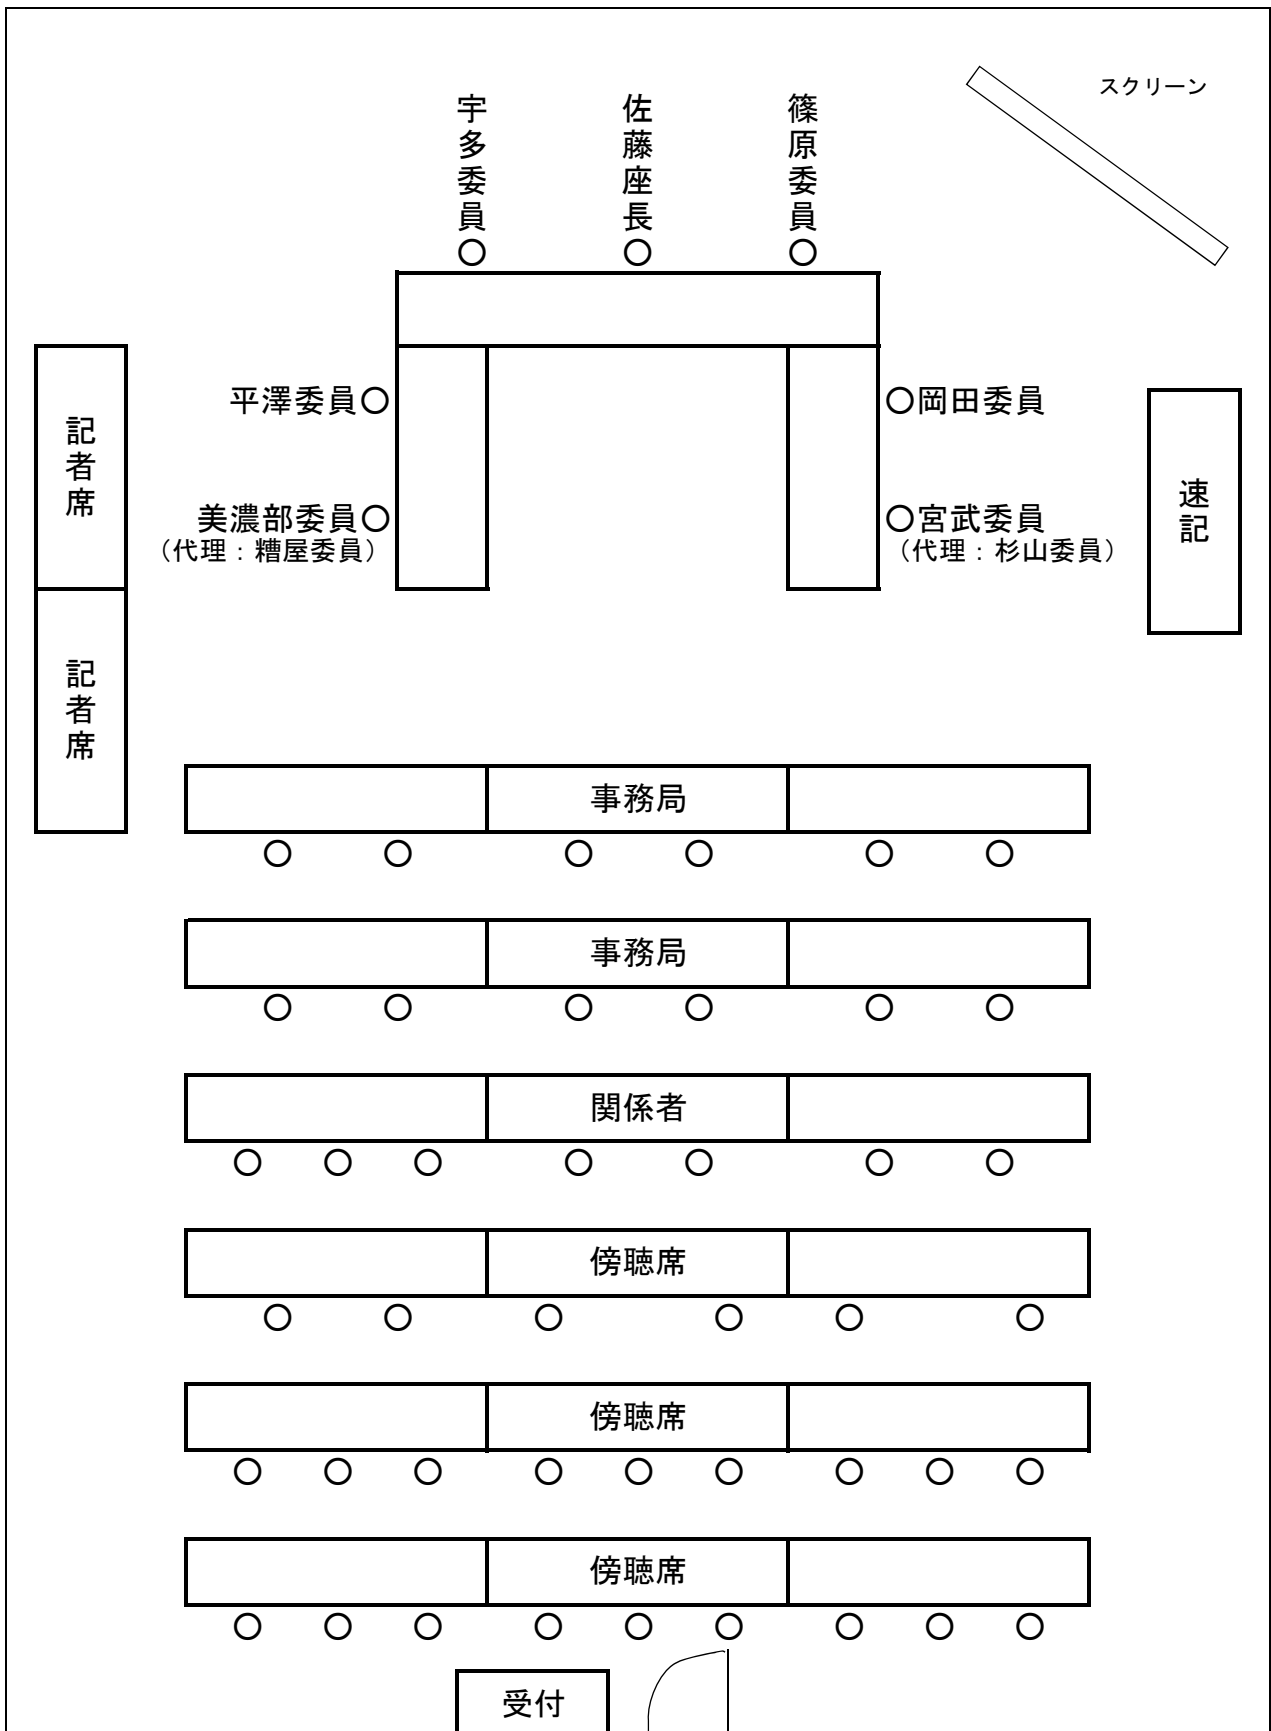 スクリーン
宇多委員
佐藤座長
篠原委員
平澤委員
岡田委員
美濃部委員
（代理：糟屋委員）
宮武委員
（代理：杉山委員）
記者席
速記
記者席
事務局
事務局
関係者
傍聴席
傍聴席
傍聴席
受付